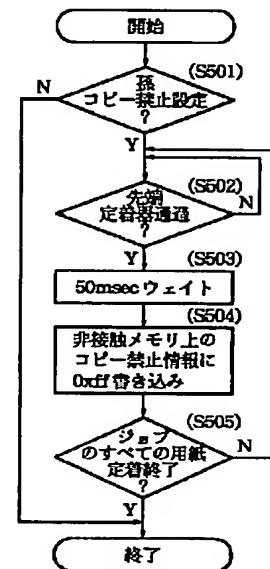 開始
(S501)
N
孫
コピー禁止設定
?
Y
(S502)
先端
定着器通過
?
N
Y
(S503)
50msecウェイト
(S504)
非接触メモリ上の
コピー禁止情報に
0xff書き込み
(S505)
ジョブ
のすべての用紙
定着終了
?
N
Y
終了